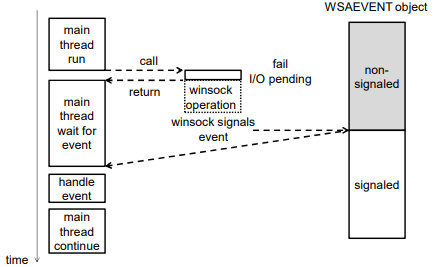 WSAEVENT object
main
thread
run
call
fail
I/O pending
non-
signaled
return
winsock
operation
main
thread
wait for
event
winsock signals
event
handle
event
signaled
main
thread
continue
time